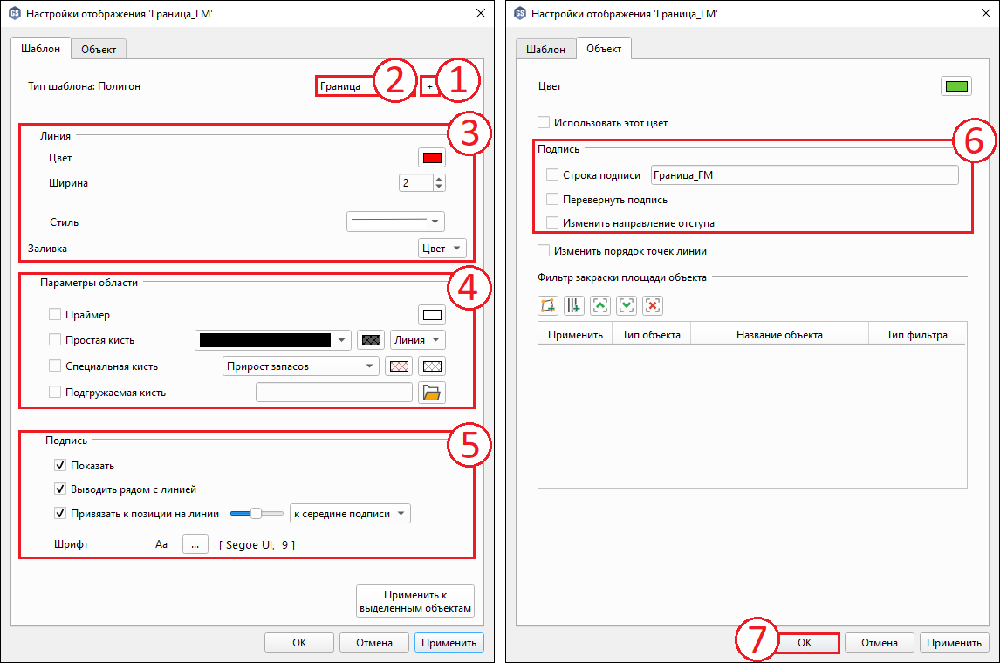 Настройки отображения 'Граница_ГМ'
Шаблон
Объект
Тип шаблона: Полигон
Граница
2
+
1
3
Линия
Цвет
Ширина
2
Стиль
Заливка
Цвет
4
Параметры области
Праймер
Простая кисть
Линия
Специальная кисть
Прирост запасов
Подгружаемая кисть
5
Подпись
Показать
Выводить рядом с линией
Привязать к позиции на линии
к середине подписи
Шрифт
Aa
...
[ Segoe UI, 9 ]
Применить к
выделенным объектам
ОК
Отмена
Применить
Настройки отображения 'Граница_ГМ'
Шаблон
Объект
Цвет
Использовать этот цвет
6
Подпись
Строка подписи
Граница_ГМ
Перевернуть подпись
Изменить направление отступа
Изменить порядок точек линии
Фильтр закраски площади объекта
Применить
Тип объекта
Название объекта
Тип фильтра
7
ОК
Отмена
Применить
GS
GS